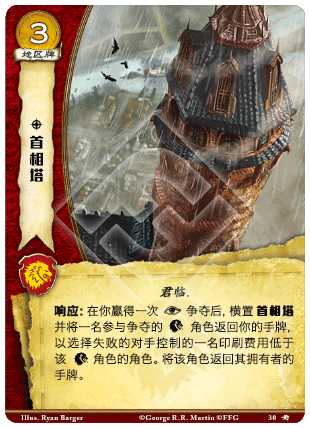 3
地区牌
首相塔
君临.
响应: 在你赢得一次 争夺后, 横置 首相塔
并将一名参与争夺的 角色返回你的手牌,
以选择失败的对手控制的一名印刷费用低于
该 角色的角色。将该角色返回其拥有者的
手牌。
Illus. Ryan Barger ©George R.R. Martin ©FFG 30